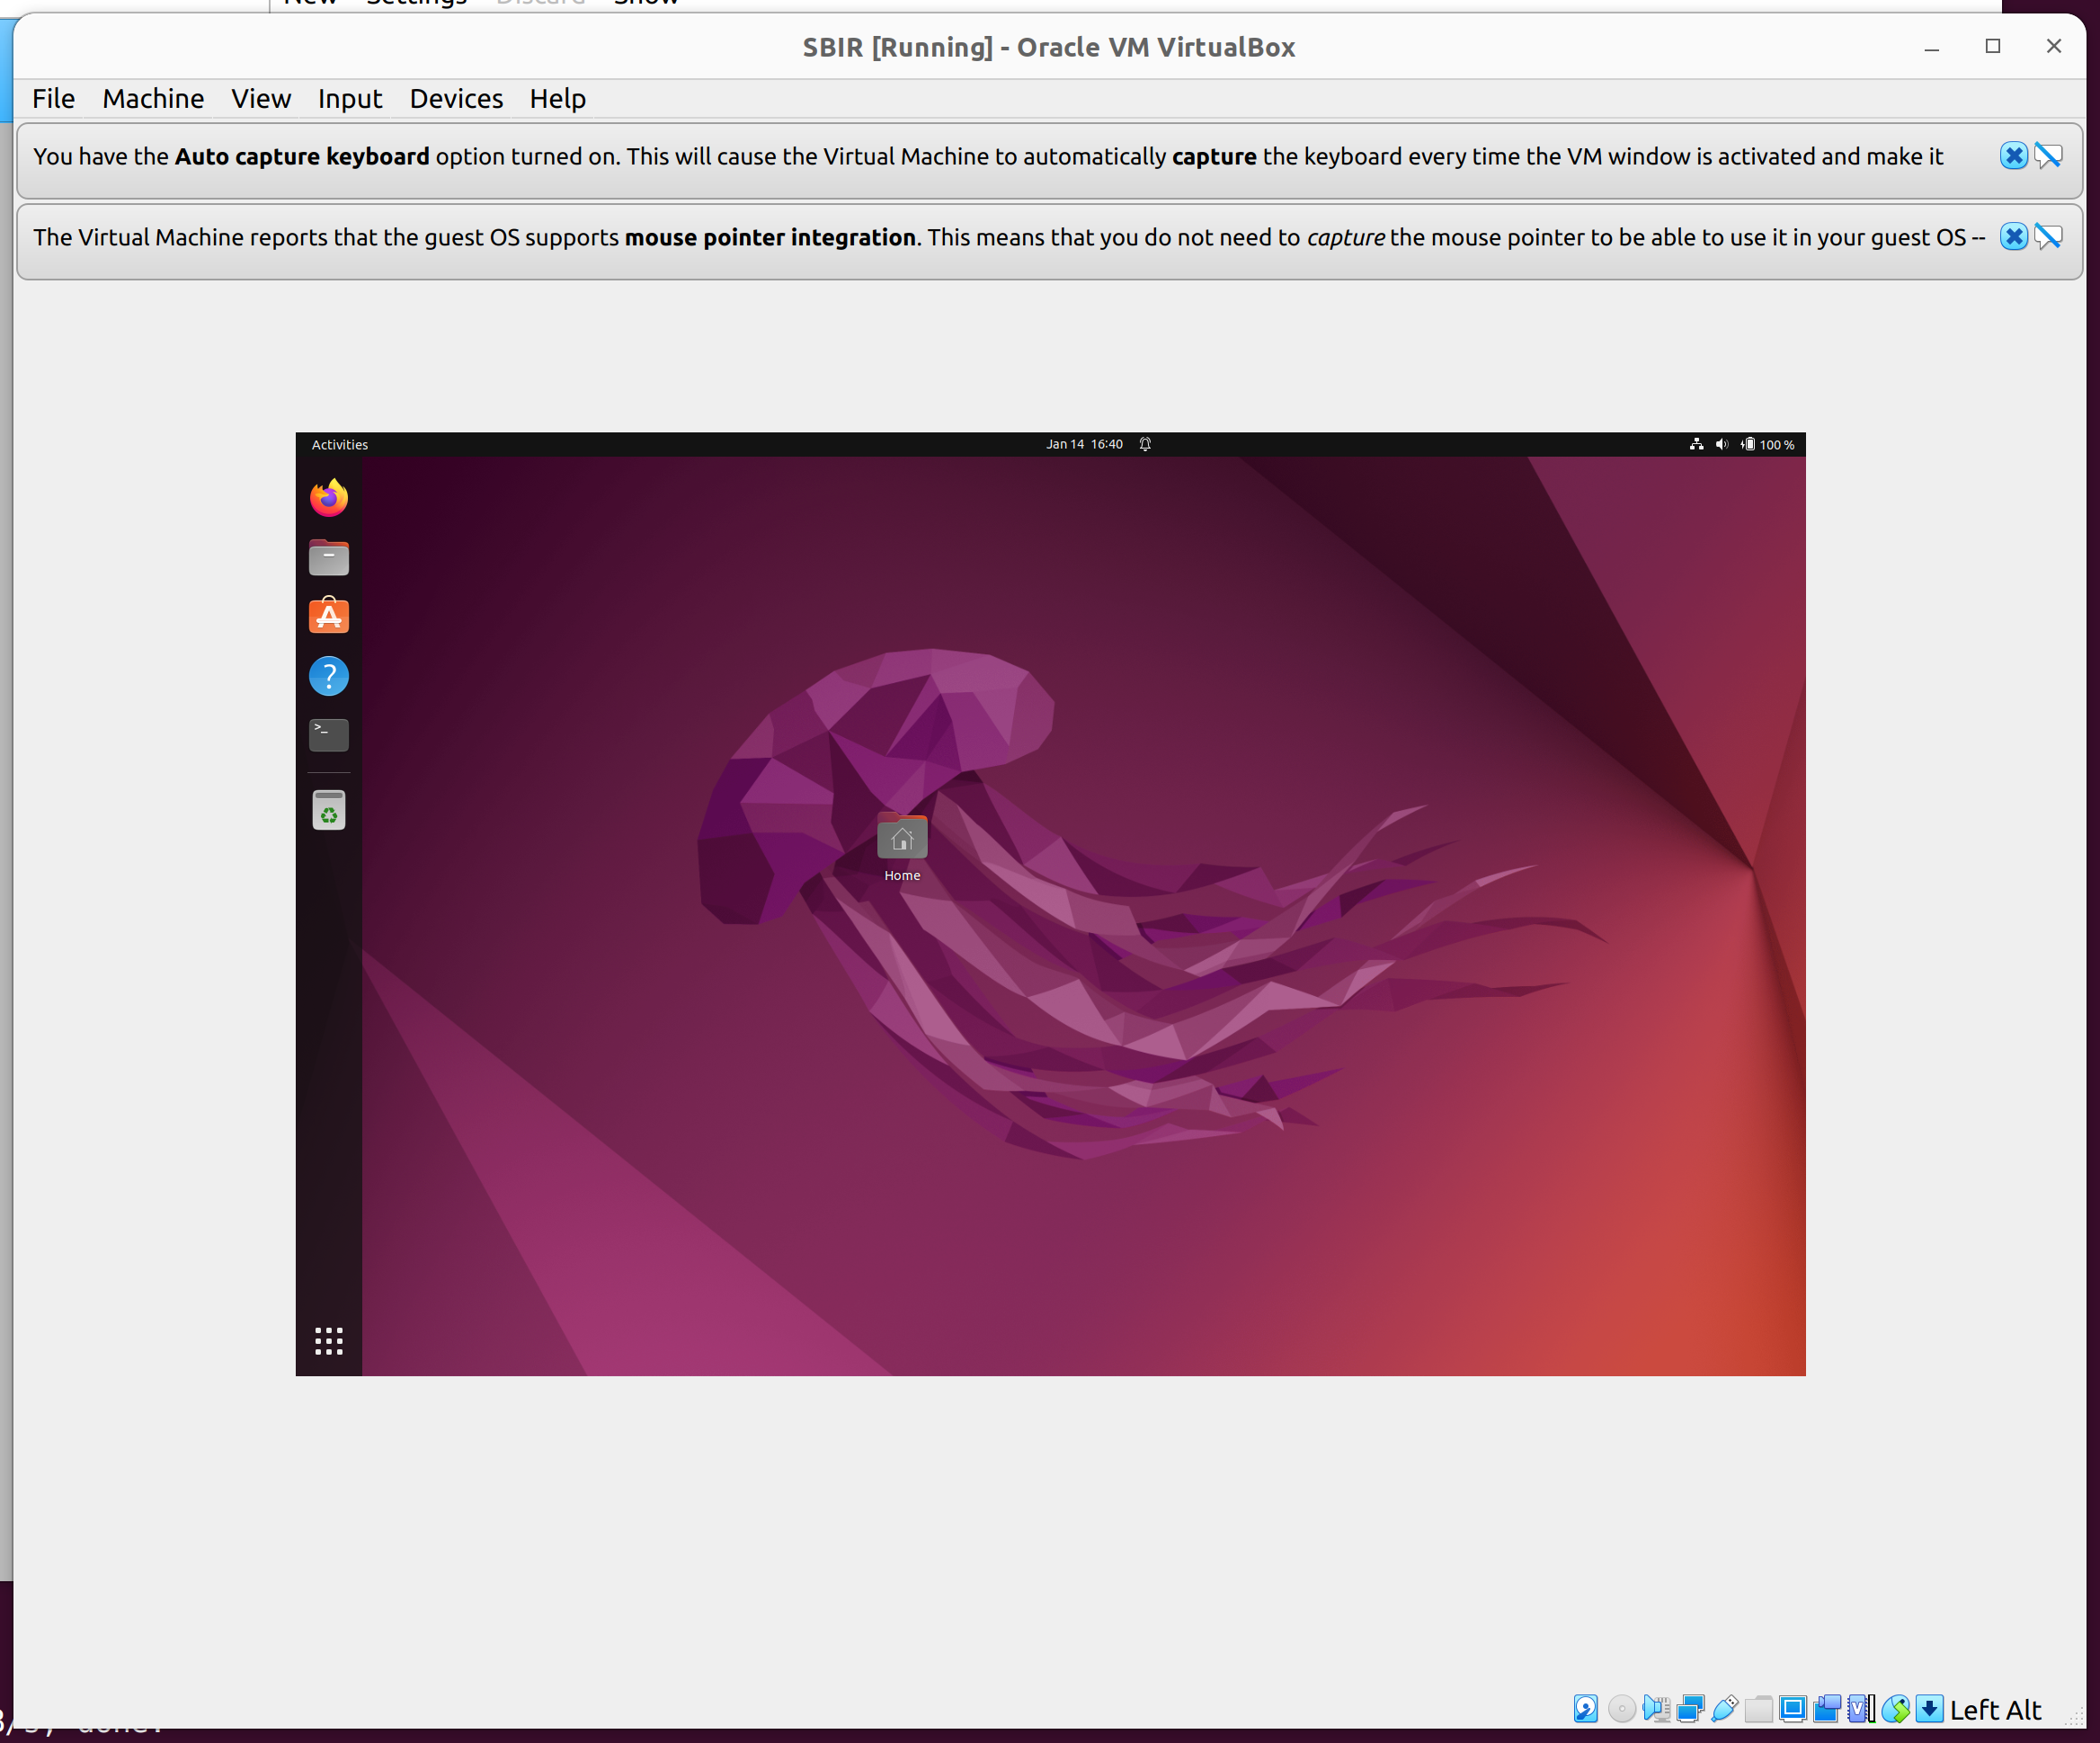 New Settings Discard Show
SBIR [Running] - Oracle VM VirtualBox
File Machine View Input Devices Help
You have the Auto capture keyboard option turned on. This will cause the Virtual Machine to automatically capture the keyboard every time the VM window is activated and make it
The Virtual Machine reports that the guest OS supports mouse pointer integration. This means that you do not need to capture the mouse pointer to be able to use it in your guest OS --
Activities Jan 14 16:40 100 %
Home
Left Alt